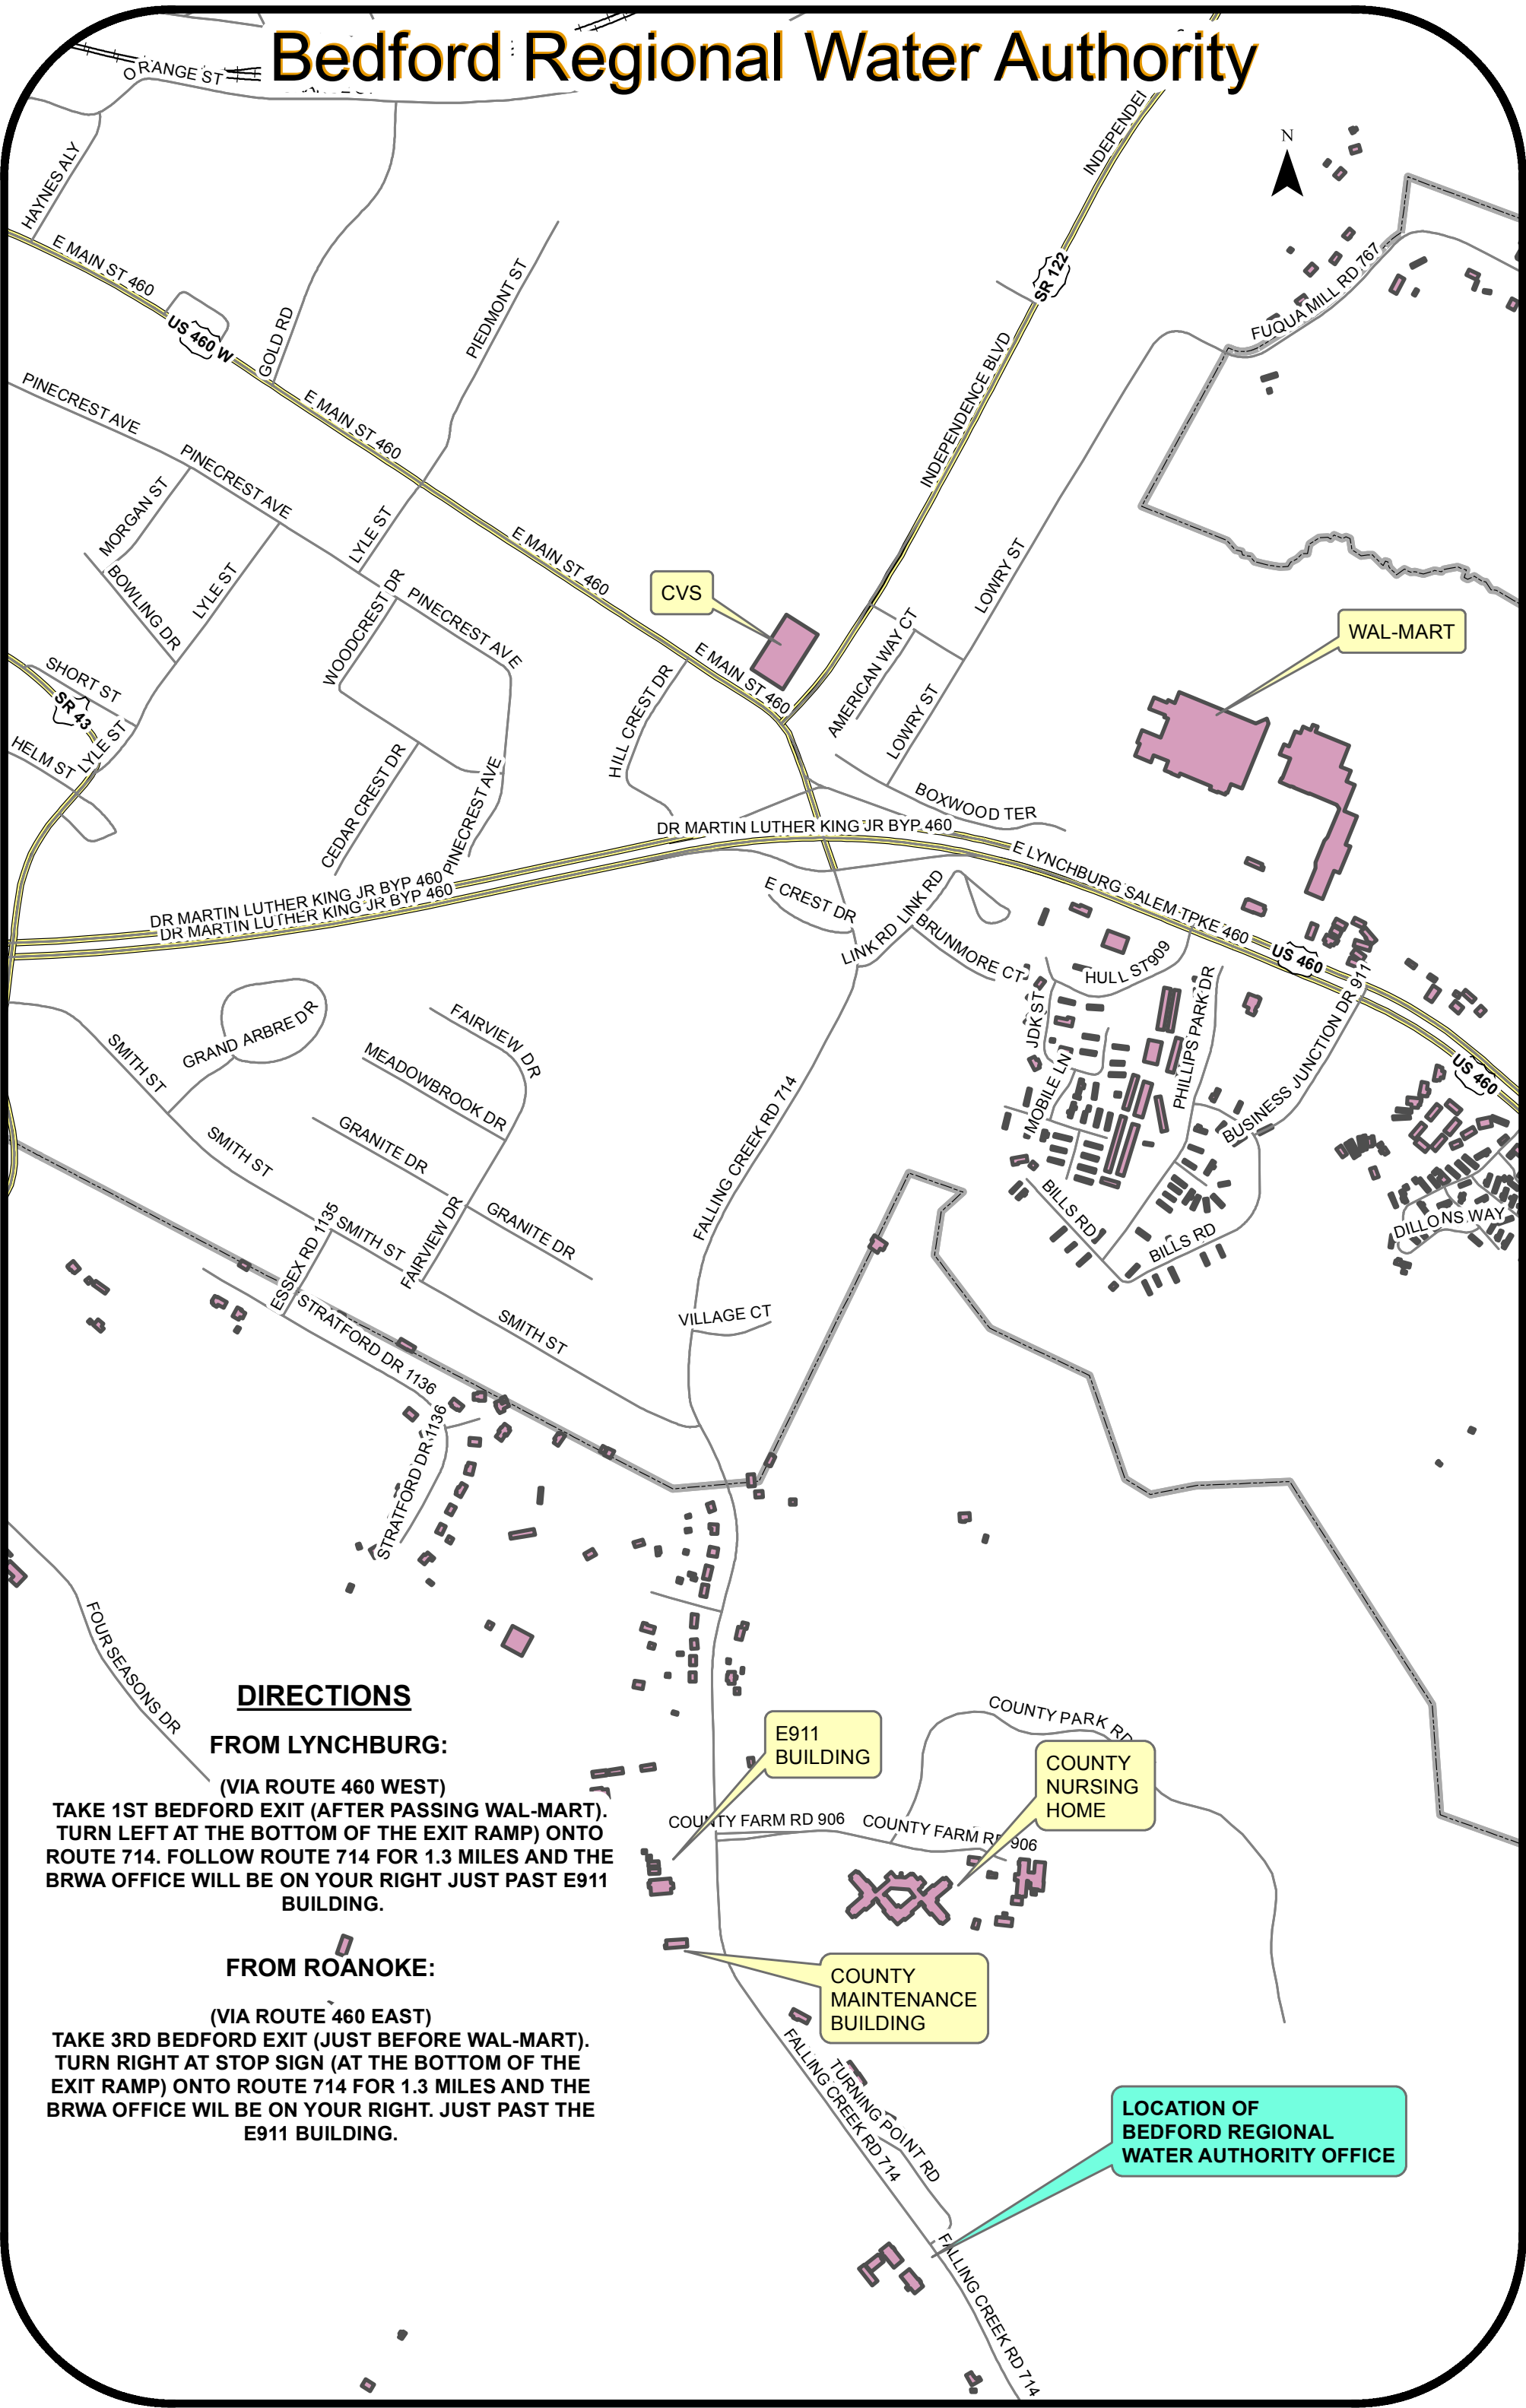 Bedford Regional Water Authority
ORANGE ST
N
HAYNES ALY
E MAIN ST 460
US 460 W
GOLD RD
PIEDMONT ST
INDEPENDENCE BLVD
SR 122
FUQUA MILL RD 767
PINECREST AVE
PINECREST AVE
E MAIN ST 460
MORGAN ST
BOWLING DR
LYLE ST
LYLE ST
E MAIN ST 460
CVS
LOWRY ST
WAL-MART
WOODCREST DR
PINECREST AVE
SHORT ST
SR 43
HELM ST
LYLE ST
E MAIN ST 460
HILL CREST DR
AMERICAN WAY CT
LOWRY ST
CEDAR CREST DR
PINECREST AVE
BOXWOOD TER
DR MARTIN LUTHER KING JR BYP 460
E LYNCHBURG SALEM TPKE 460
DR MARTIN LUTHER KING JR BYP 460
DR MARTIN LUTHER KING JR BYP 460
E CREST DR
LINK RD
LINK RD
BRUNMORE CT
US 460
HULL ST 909
JDK ST
MOBILE LN
PHILLIPS PARK DR
BUSINESS JUNCTION DR 911
US 460
GRAND ARBRE DR
SMITH ST
FAIRVIEW DR
MEADOWBROOK DR
GRANITE DR
SMITH ST
FALLING CREEK RD 714
BILLS RD
BILLS RD
DILLONS WAY
ESSEX RD 1135
SMITH ST
FAIRVIEW DR
GRANITE DR
STRATFORD DR 1136
SMITH ST
VILLAGE CT
STRATFORD DR 1136
FOUR SEASONS DR
DIRECTIONS
FROM LYNCHBURG:
(VIA ROUTE 460 WEST)
TAKE 1ST BEDFORD EXIT (AFTER PASSING WAL-MART).
TURN LEFT AT THE BOTTOM OF THE EXIT RAMP) ONTO
ROUTE 714. FOLLOW ROUTE 714 FOR 1.3 MILES AND THE
BRWA OFFICE WILL BE ON YOUR RIGHT JUST PAST E911
BUILDING.
FROM ROANOKE:
(VIA ROUTE 460 EAST)
TAKE 3RD BEDFORD EXIT (JUST BEFORE WAL-MART).
TURN RIGHT AT STOP SIGN (AT THE BOTTOM OF THE
EXIT RAMP) ONTO ROUTE 714 FOR 1.3 MILES AND THE
BRWA OFFICE WIL BE ON YOUR RIGHT. JUST PAST THE
E911 BUILDING.
E911
BUILDING
COUNTY PARK RD
COUNTY
NURSING
HOME
COUNTY FARM RD 906
COUNTY FARM RD 906
COUNTY
MAINTENANCE
BUILDING
FALLING CREEK RD 714
TURNING POINT RD
LOCATION OF
BEDFORD REGIONAL
WATER AUTHORITY OFFICE
FALLING CREEK RD 714